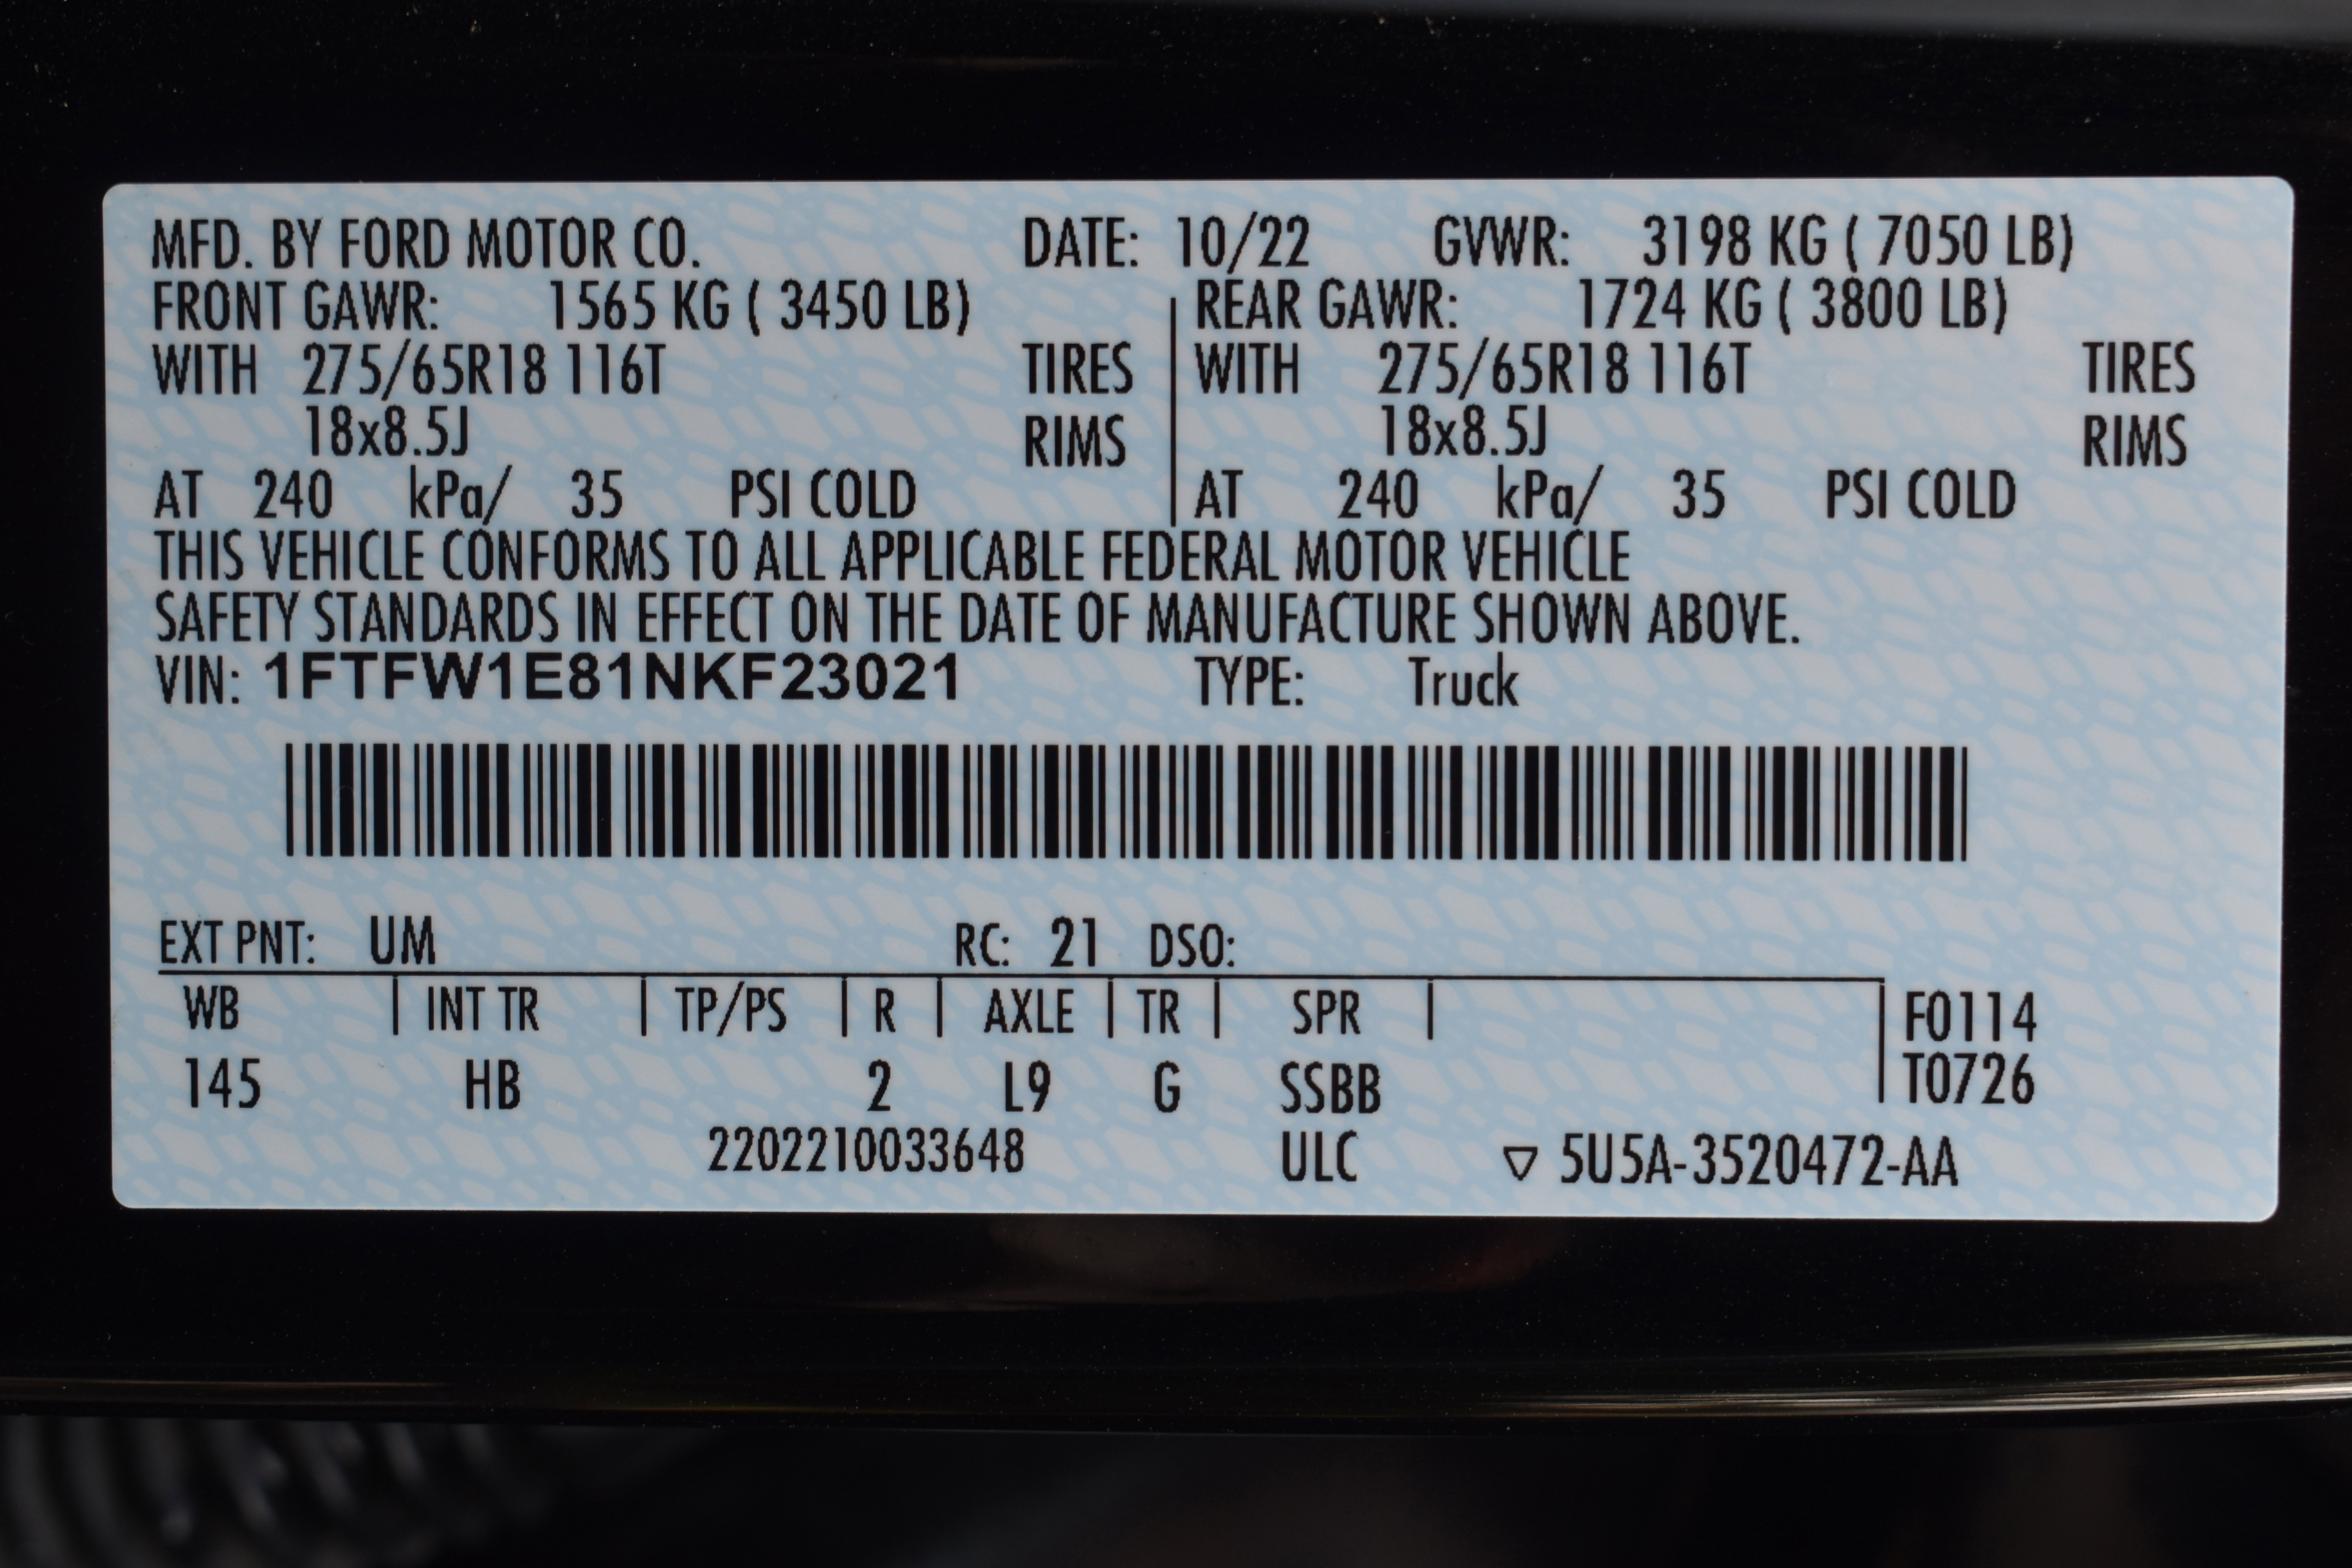 MFD. BY FORD MOTOR CO. DATE: 10/22 GVWR: 3198 KG ( 7050 LB)
FRONT GAWR: 1565 KG ( 3450 LB) REAR GAWR: 1724 KG ( 3800 LB)
WITH 275/65R18 116T TIRES WITH 275/65R18 116T TIRES
18x8.5J RIMS 18x8.5J RIMS
AT 240 kPa/ 35 PSI COLD AT 240 kPa/ 35 PSI COLD
THIS VEHICLE CONFORMS TO ALL APPLICABLE FEDERAL MOTOR VEHICLE
SAFETY STANDARDS IN EFFECT ON THE DATE OF MANUFACTURE SHOWN ABOVE.
VIN: 1FTFW1E81NKF23021 TYPE: Truck
EXT PNT: UM RC: 21 DSO:
WB INT TR TP/PS R AXLE TR SPR F0114
145 HB 2 L9 G SSBB T0726
2202210033648 ULC ▽ 5U5A-3520472-AA